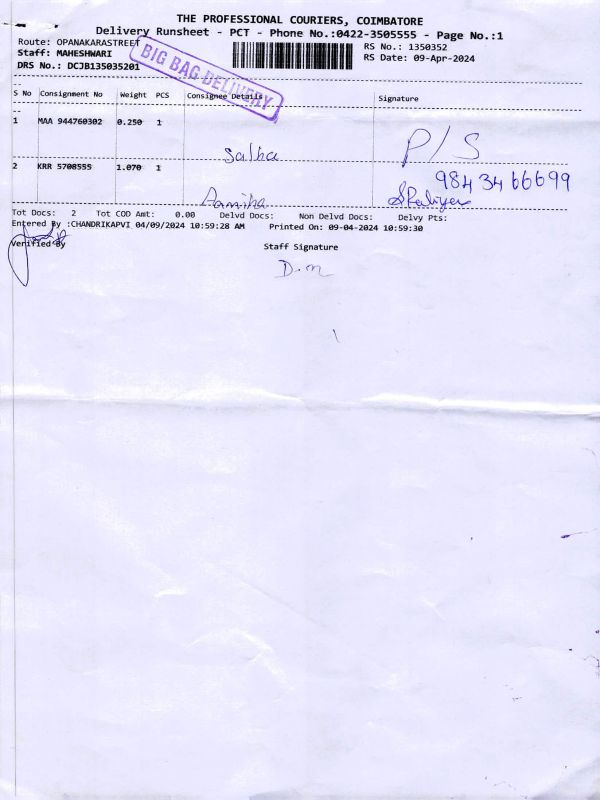 THE PROFESSIONAL COURIERS, COIMBATORE
Delivery Runsheet - PCT - Phone No.:0422-3505555 - Page No.:1
Route: OPANAKARASTREET
RS No.: 1350352
Staff: MAHESHWARI
RS Date: 09-Apr-2024
DRS No.: DCJB135035201
BIG BAG DELIVERY
S No Consignment No Weight PCS Consignee Details Signature
1 MAA 944760302 0.250 1
Salha P/S
2 KRR 5708555 1.070 1
984 34 66699
Aamiha
Tot Docs: 2 Tot COD Amt: 0.00 Delvd Docs: Non Delvd Docs: Delvy Pts:
Entered By :CHANDRIKAPVI 04/09/2024 10:59:28 AM Printed On: 09-04-2024 10:59:30
Verified By Staff Signature
D.m